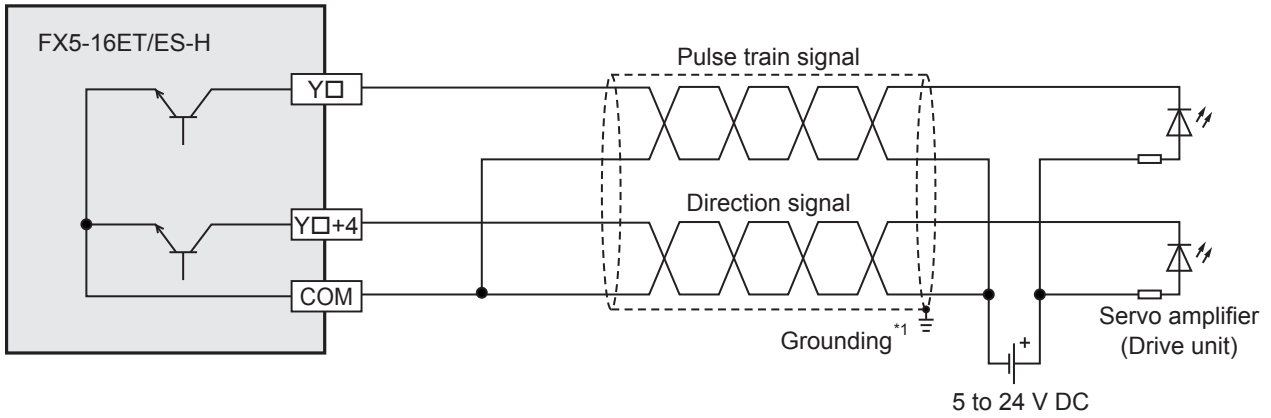 FX5-16ET/ES-H
Pulse train signal
Y□
Direction signal
Y□+4
COM
Grounding*1
Servo amplifier
(Drive unit)
+
5 to 24 V DC